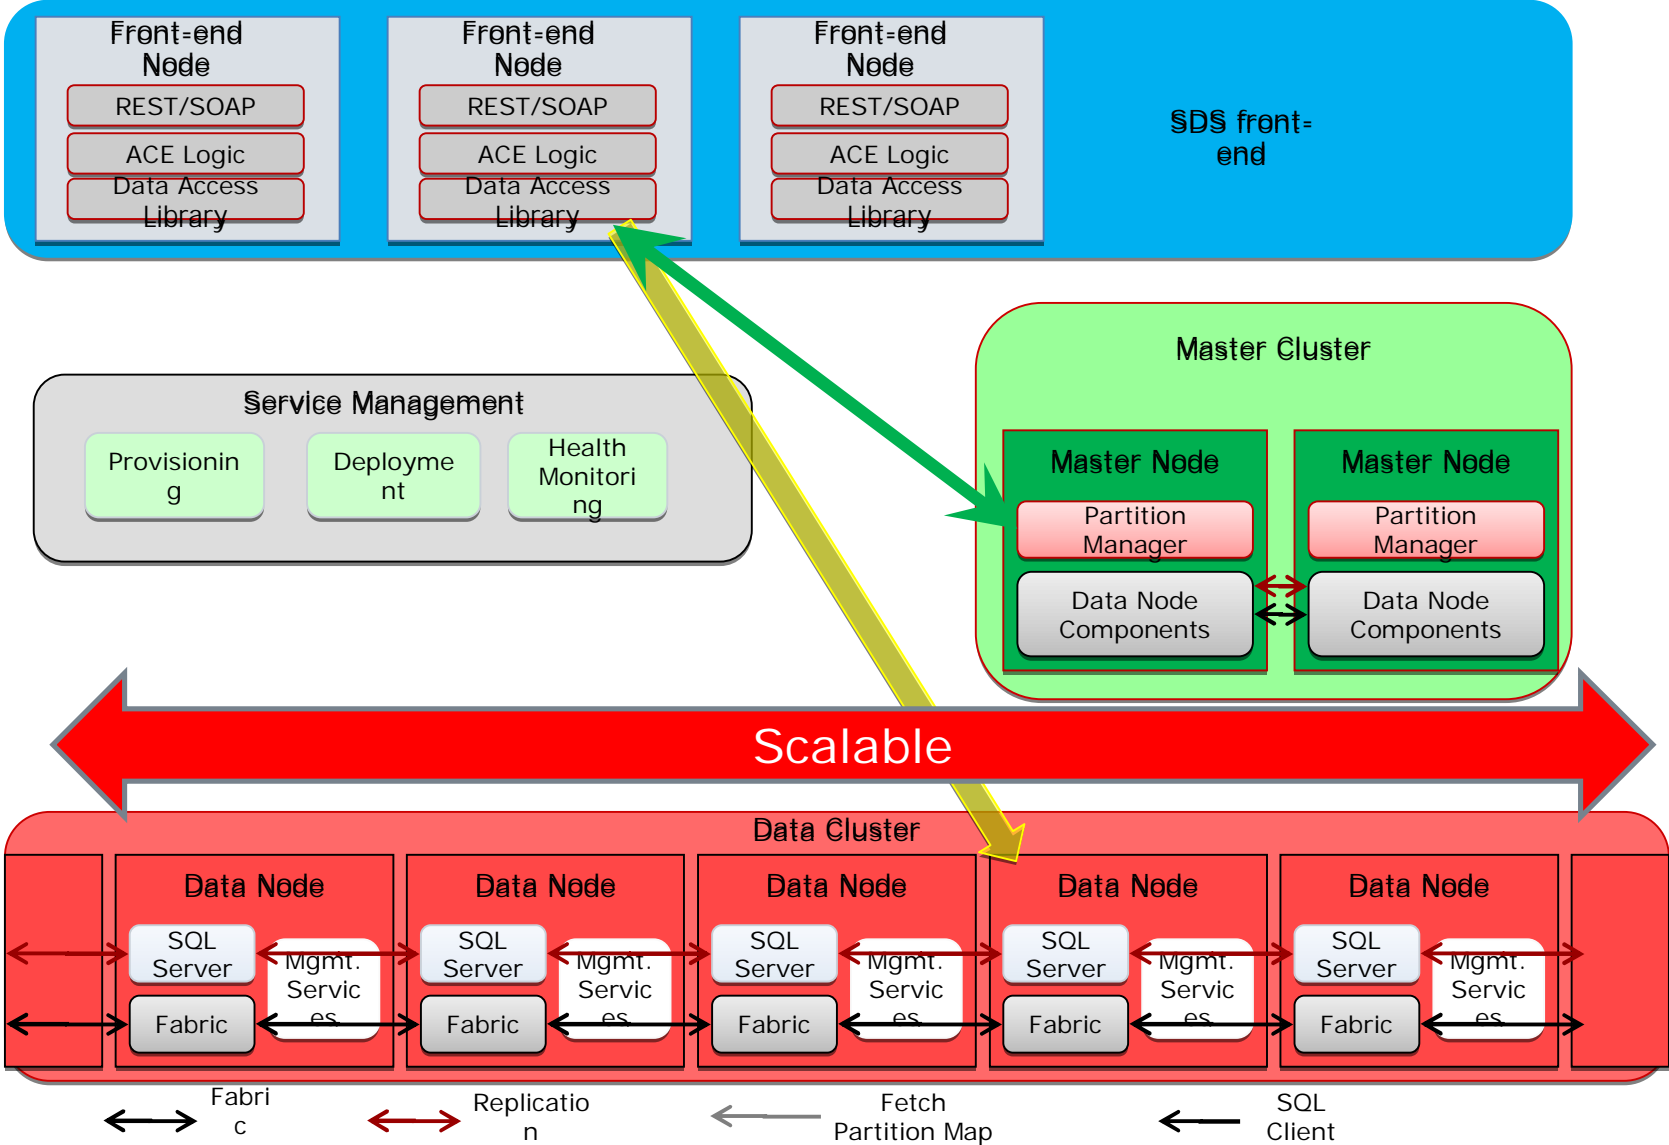 Front-end
Node
REST/SOAP
ACE Logic
Data Access
Library
Front-end
Node
REST/SOAP
ACE Logic
Data Access
Library
Front-end
Node
REST/SOAP
ACE Logic
Data Access
Library
SDS front-
end
Service Management
Provisionin
g
Deployme
nt
Health
Monitori
ng
Master Cluster
Master Node
Partition
Manager
Data Node
Components
Master Node
Partition
Manager
Data Node
Components
Scalable
Data Cluster
Data Node
SQL
Server
Mgmt.
Servic
es
Fabric
Data Node
SQL
Server
Mgmt.
Servic
es
Fabric
Data Node
SQL
Server
Mgmt.
Servic
es
Fabric
Data Node
SQL
Server
Mgmt.
Servic
es
Fabric
Data Node
SQL
Server
Mgmt.
Servic
es
Fabric
Fabri
c
Replicatio
n
Fetch
Partition Map
SQL
Client